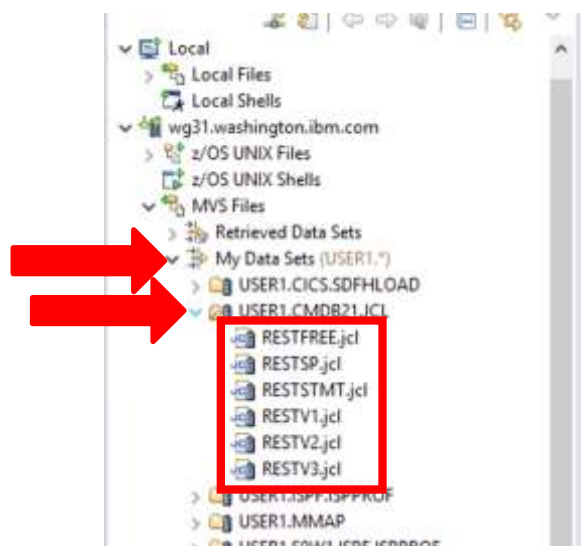 Local
Local Files
Local Shells
wg31.washington.ibm.com
z/OS UNIX Files
z/OS UNIX Shells
MVS Files
Retrieved Data Sets
My Data Sets (USER1.*)
USER1.CICS.SDFHLOAD
USER1.CMDB21.JCL
RESTFREE.jcl
RESTSP.jcl
RESTSTMT.jcl
RESTV1.jcl
RESTV2.jcl
RESTV3.jcl
USER1.ISPF.ISPPROF
USER1.MMAP